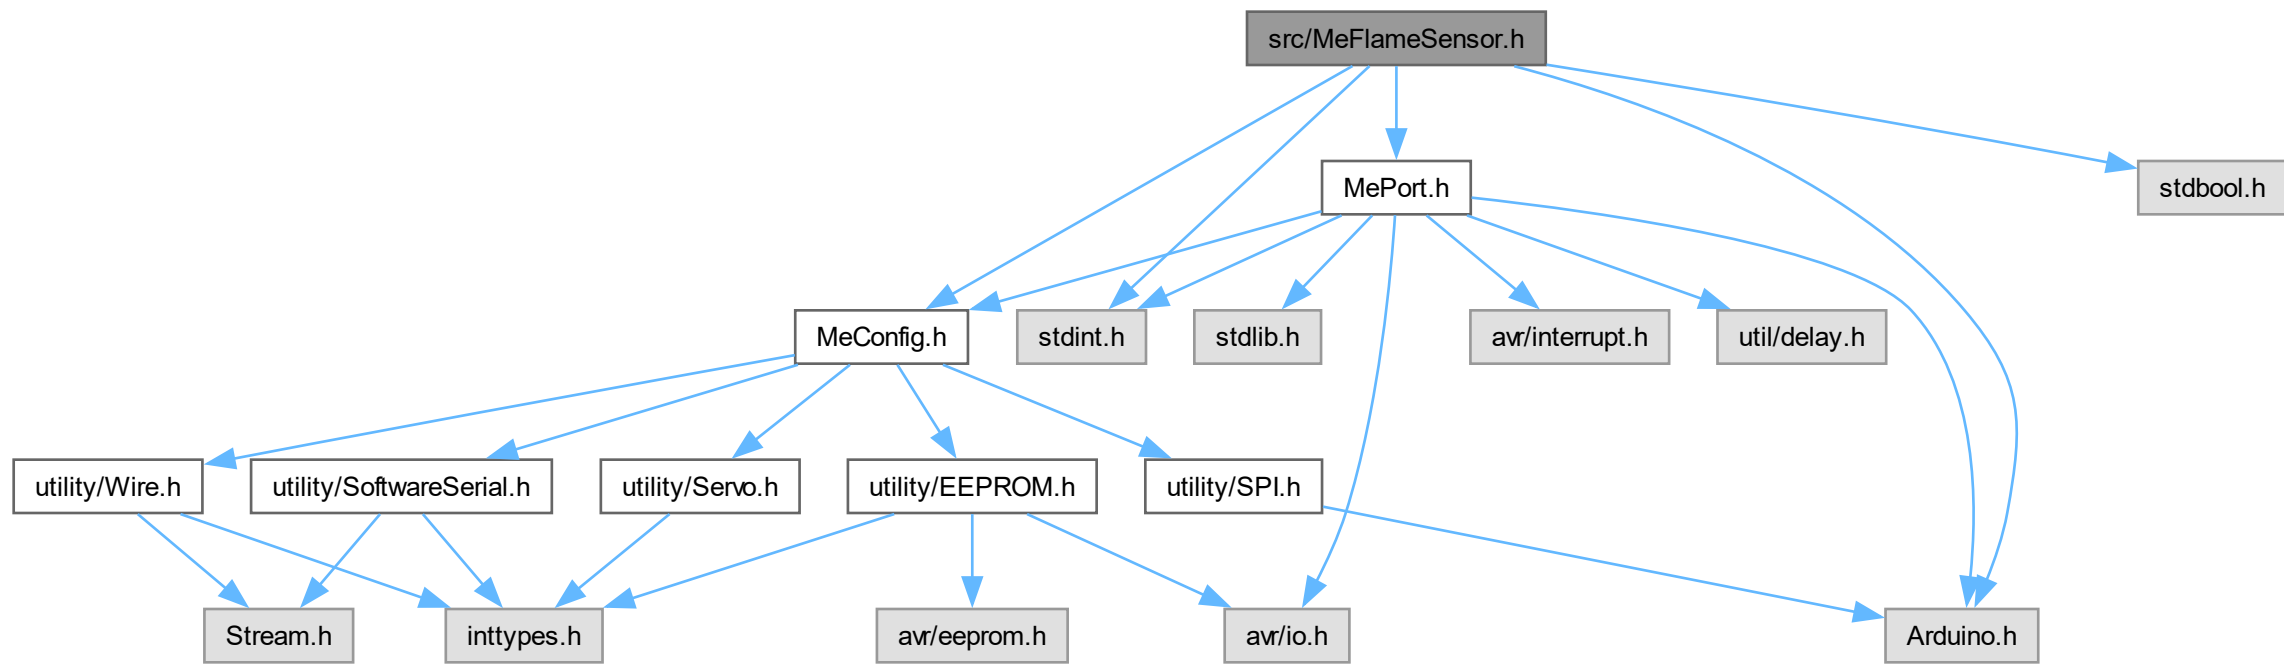 src/MeFlameSensor.h
MePort.h
stdbool.h
MeConfig.h
stdint.h
stdlib.h
avr/interrupt.h
util/delay.h
utility/Wire.h
utility/SoftwareSerial.h
utility/Servo.h
utility/EEPROM.h
utility/SPI.h
Stream.h
inttypes.h
avr/eeprom.h
avr/io.h
Arduino.h